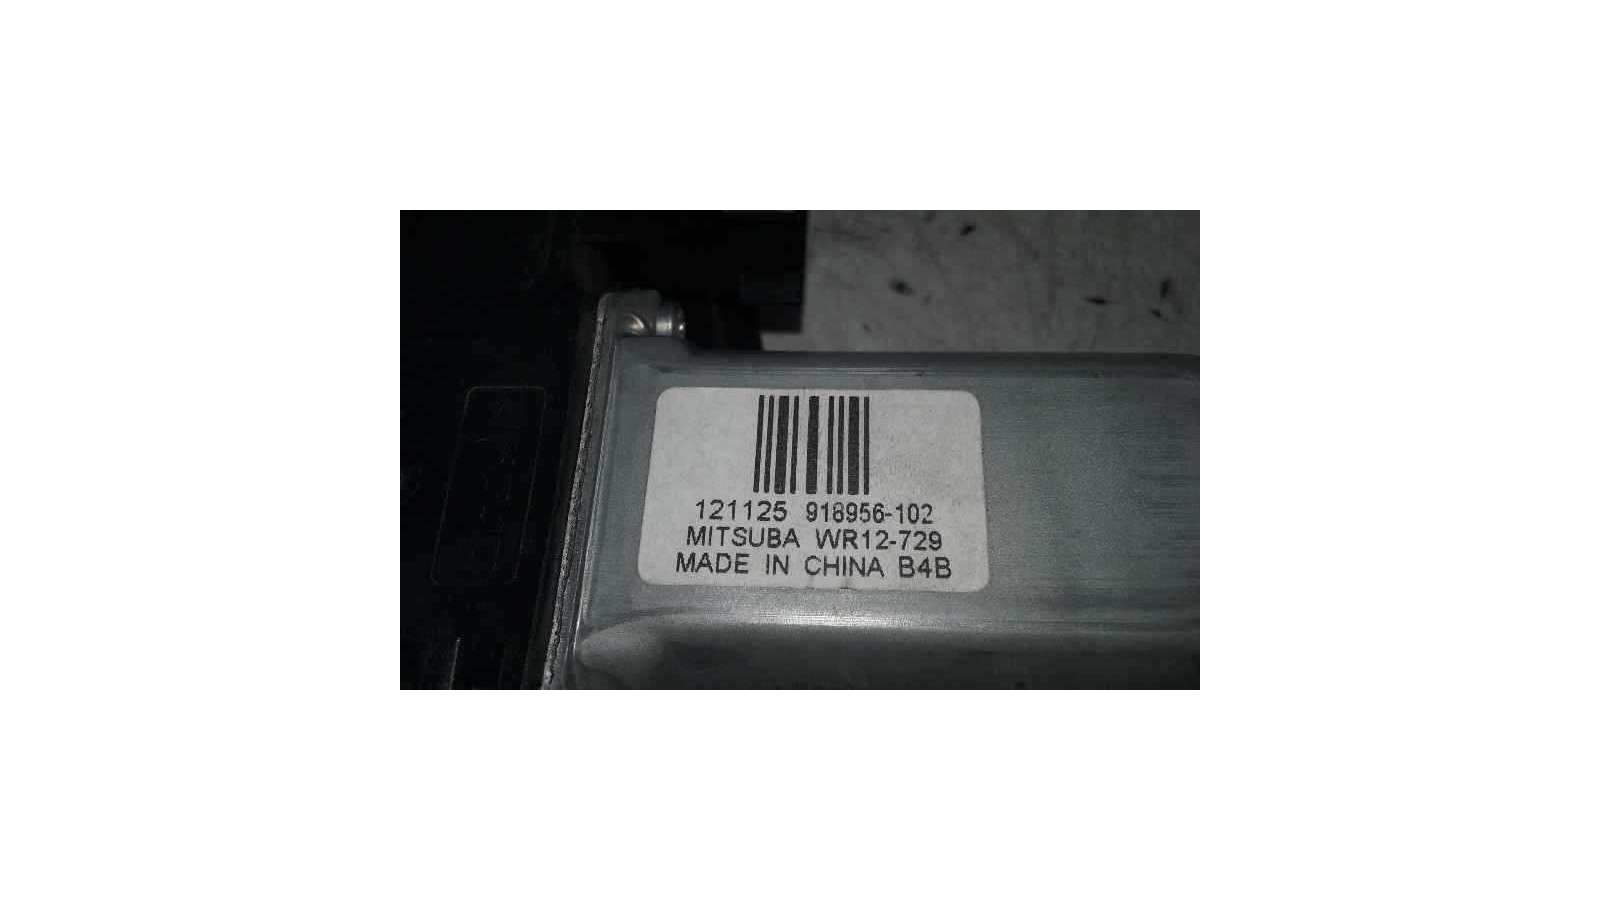 121125 918956-102
MITSUBA WR12-729
MADE IN CHINA B4B